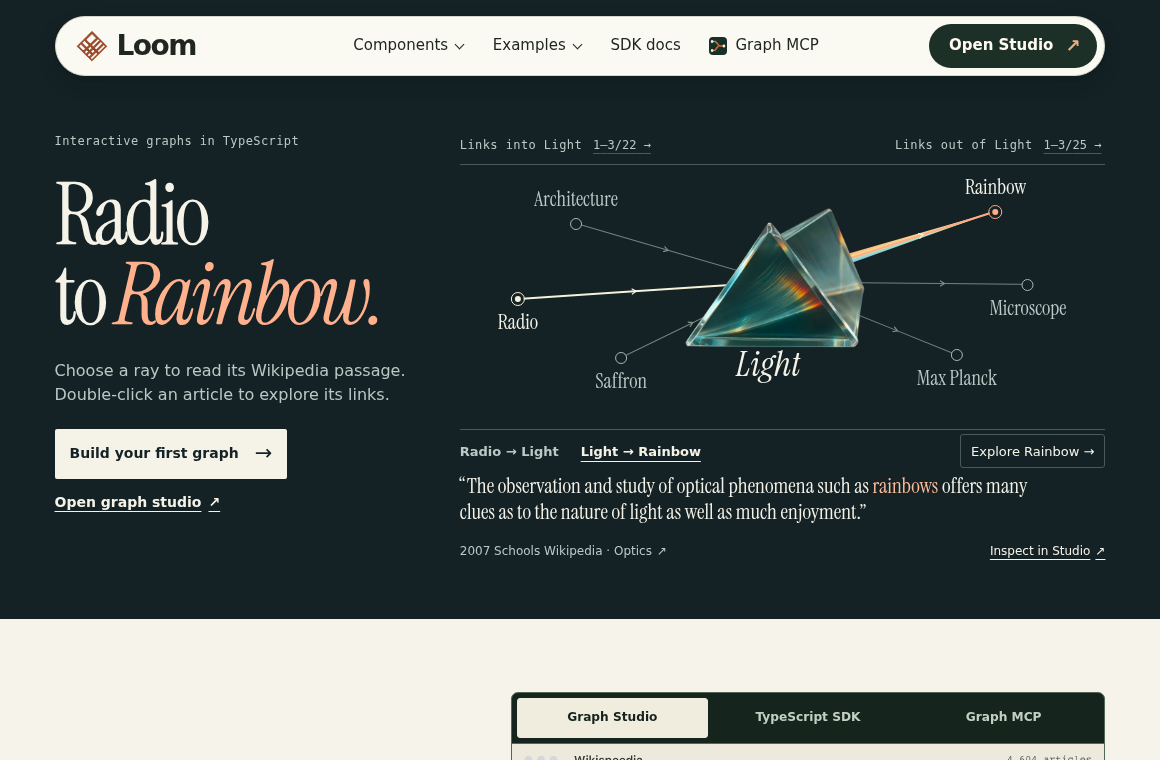 Loom
Components
Examples
SDK docs
Graph MCP
Open Studio ↗
Interactive graphs in TypeScript
Radio
to Rainbow.
Choose a ray to read its Wikipedia passage.
Double-click an article to explore its links.
Build your first graph →
Open graph studio ↗
Links into Light 1–3/22 →
Links out of Light 1–3/25 →
Architecture
Rainbow
Radio
Microscope
Light
Saffron
Max Planck
Radio → Light
Light → Rainbow
Explore Rainbow →
“The observation and study of optical phenomena such as rainbows offers many
clues as to the nature of light as well as much enjoyment.”
2007 Schools Wikipedia · Optics ↗
Inspect in Studio ↗
Graph Studio
TypeScript SDK
Graph MCP
Wikispeedia
4,604 articles